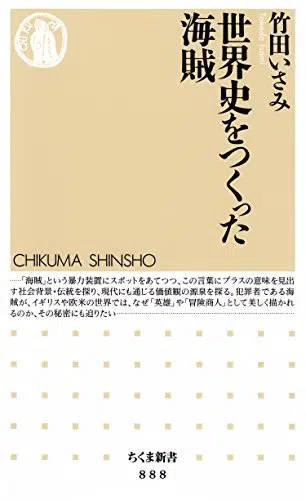 竹田いさみ
Takeda Isami
世界史をつくった
海賊
CHIKUMA SHINSHO
…「海賊」という暴力装置にスポットをあてつつ、この言葉にプラスの意味を見出
す社会背景・伝統を探り、現代にも通じる価値観の源泉を探る。犯罪者である海
賊が、イギリスや欧米の世界では、なぜ「英雄」や「冒険商人」として美しく描かれ
るのか、その秘密にも迫りたい…
ちくま新書
888